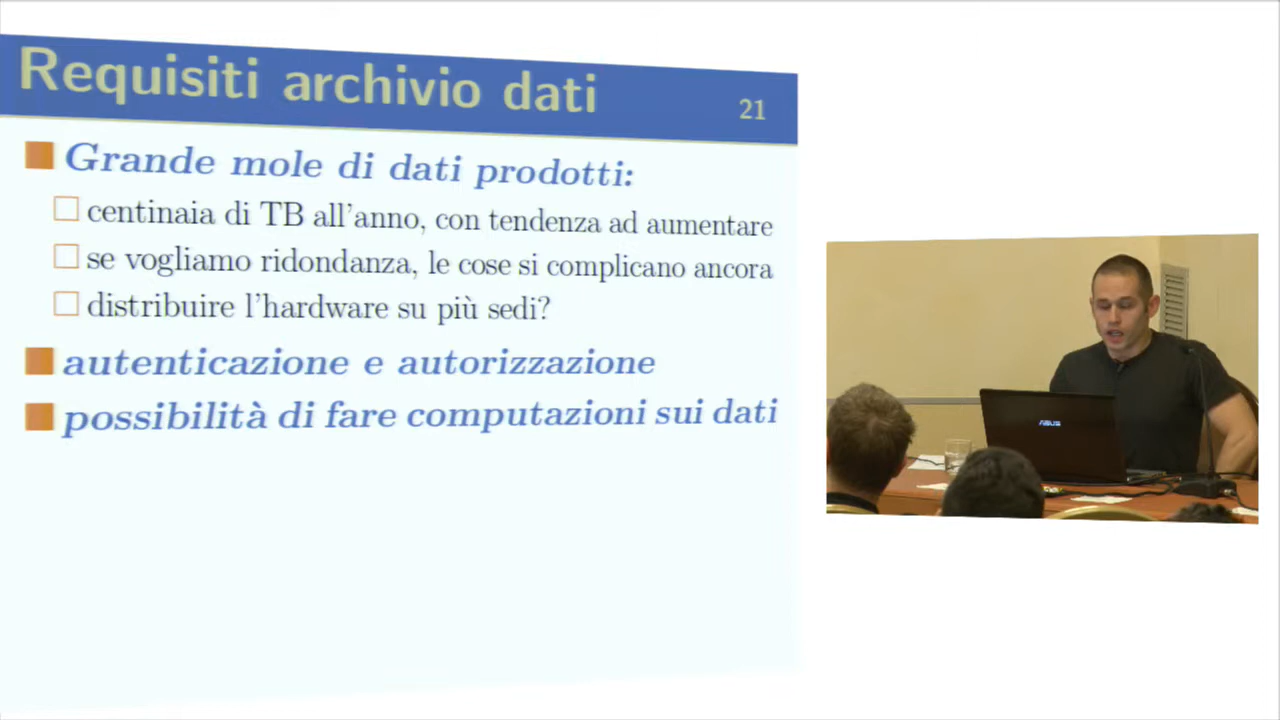 Requisiti archivio dati
21
Grande mole di dati prodotti:
centinaia di TB all'anno, con tendenza ad aumentare
se vogliamo ridondanza, le cose si complicano ancora
distribuire l'hardware su più sedi?
autenticazione e autorizzazione
possibilità di fare computazioni sui dati
ASUS